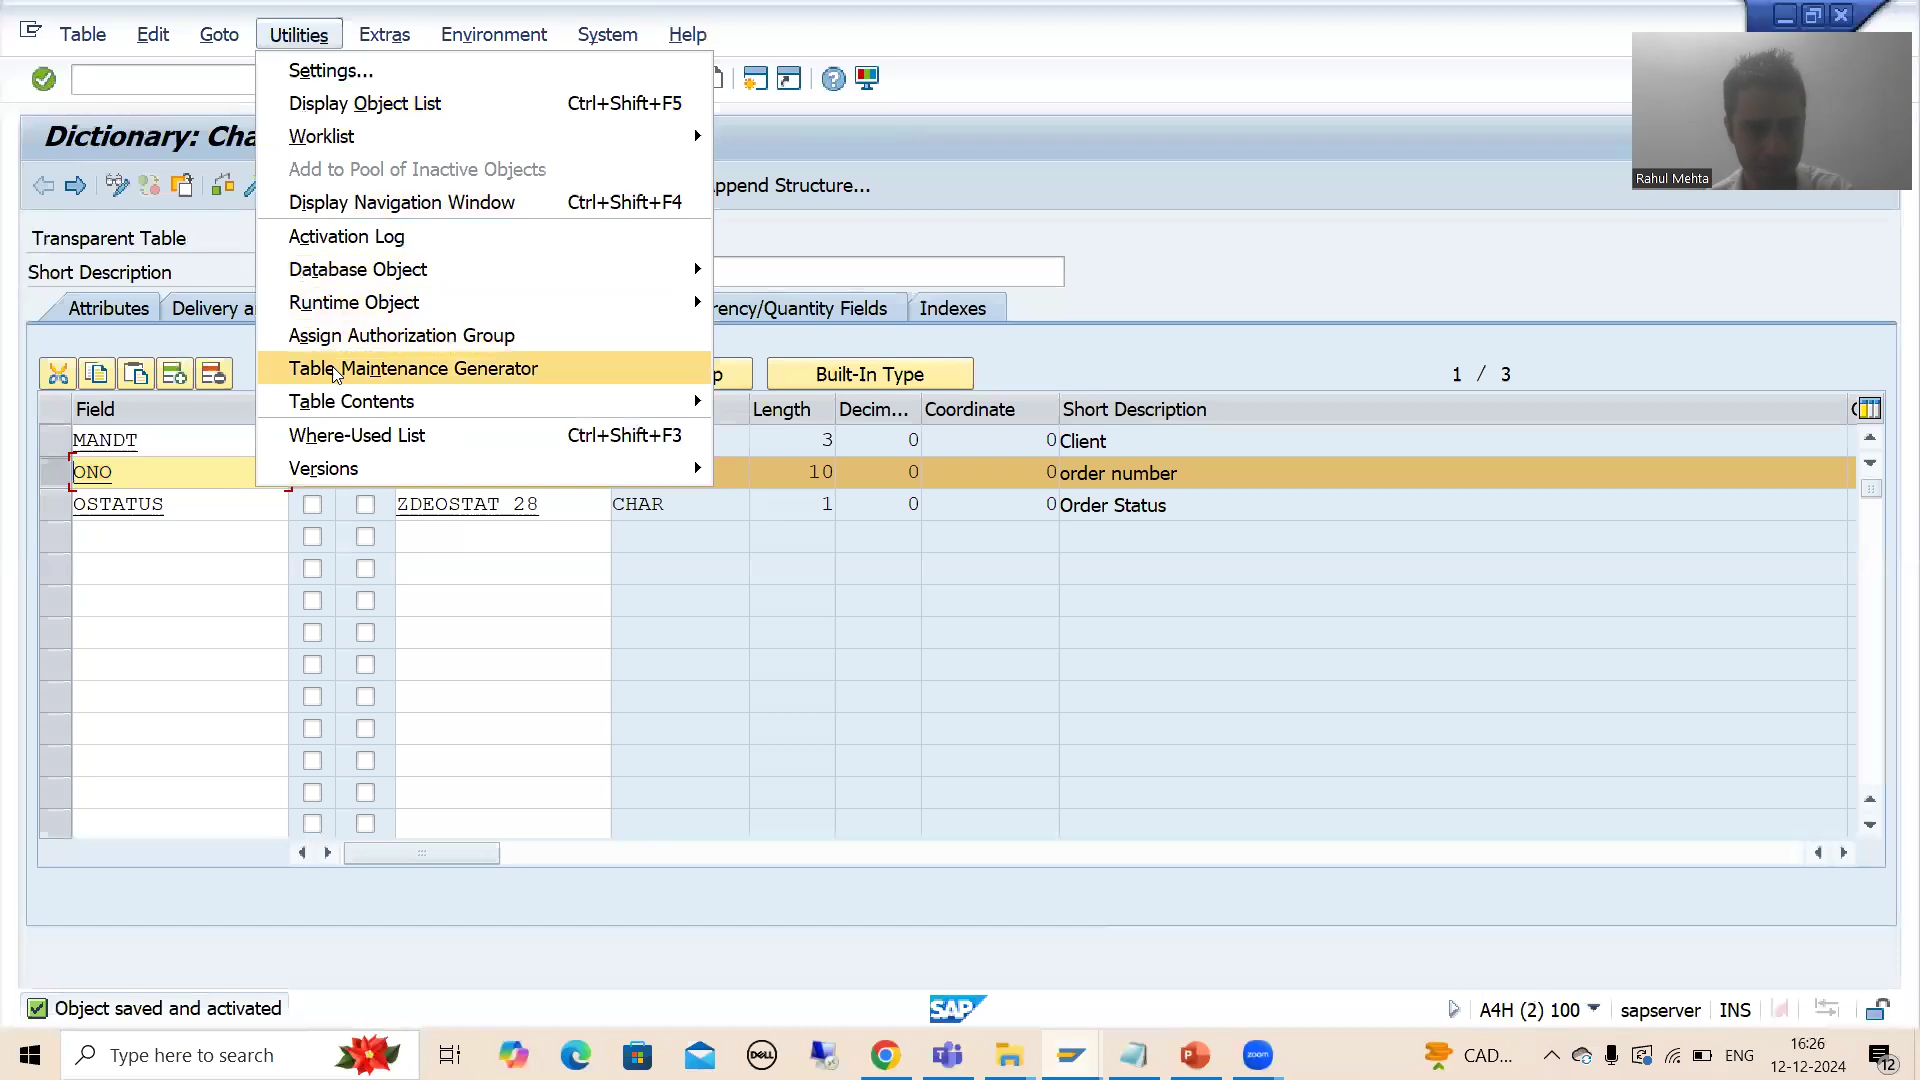 Table Edit Goto Utilities Extras Environment System Help
Settings...
Display Object List Ctrl+Shift+F5
Worklist
Add to Pool of Inactive Objects
Display Navigation Window Ctrl+Shift+F4
Activation Log
Database Object
Runtime Object
Assign Authorization Group
Table Maintenance Generator
Table Contents
Where-Used List Ctrl+Shift+F3
Versions
Rahul Mehta
Dictionary: Cha
ppend Structure...
Transparent Table
Short Description
Attributes Delivery a rency/Quantity Fields Indexes
p Built-In Type 1 / 3
Field Length Decim... Coordinate Short Description
MANDT 3 0 0 Client
ONO 10 0 0 order number
OSTATUS ZDEOSTAT_28 CHAR 1 0 0 Order Status
Object saved and activated
SAP
A4H (2) 100 sapserver INS
Type here to search
DELL
zoom
CAD...
ENG
16:26
12-12-2024
12